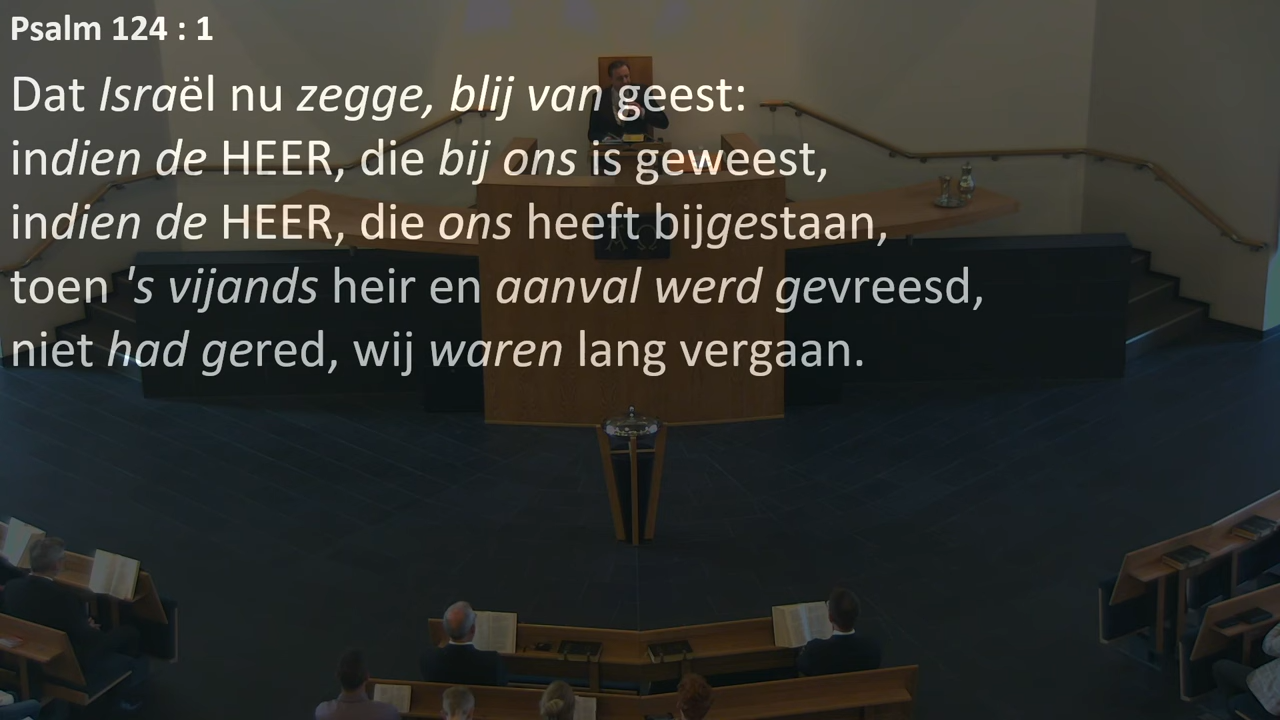 Psalm 124 : 1
Dat Israël nu zegge, blij van geest:
indien de HEER, die bij ons is geweest,
indien de HEER, die ons heeft bijgestaan,
toen 's vijands heir en aanval werd gevreesd,
niet had gered, wij waren lang vergaan.
ΑΩ